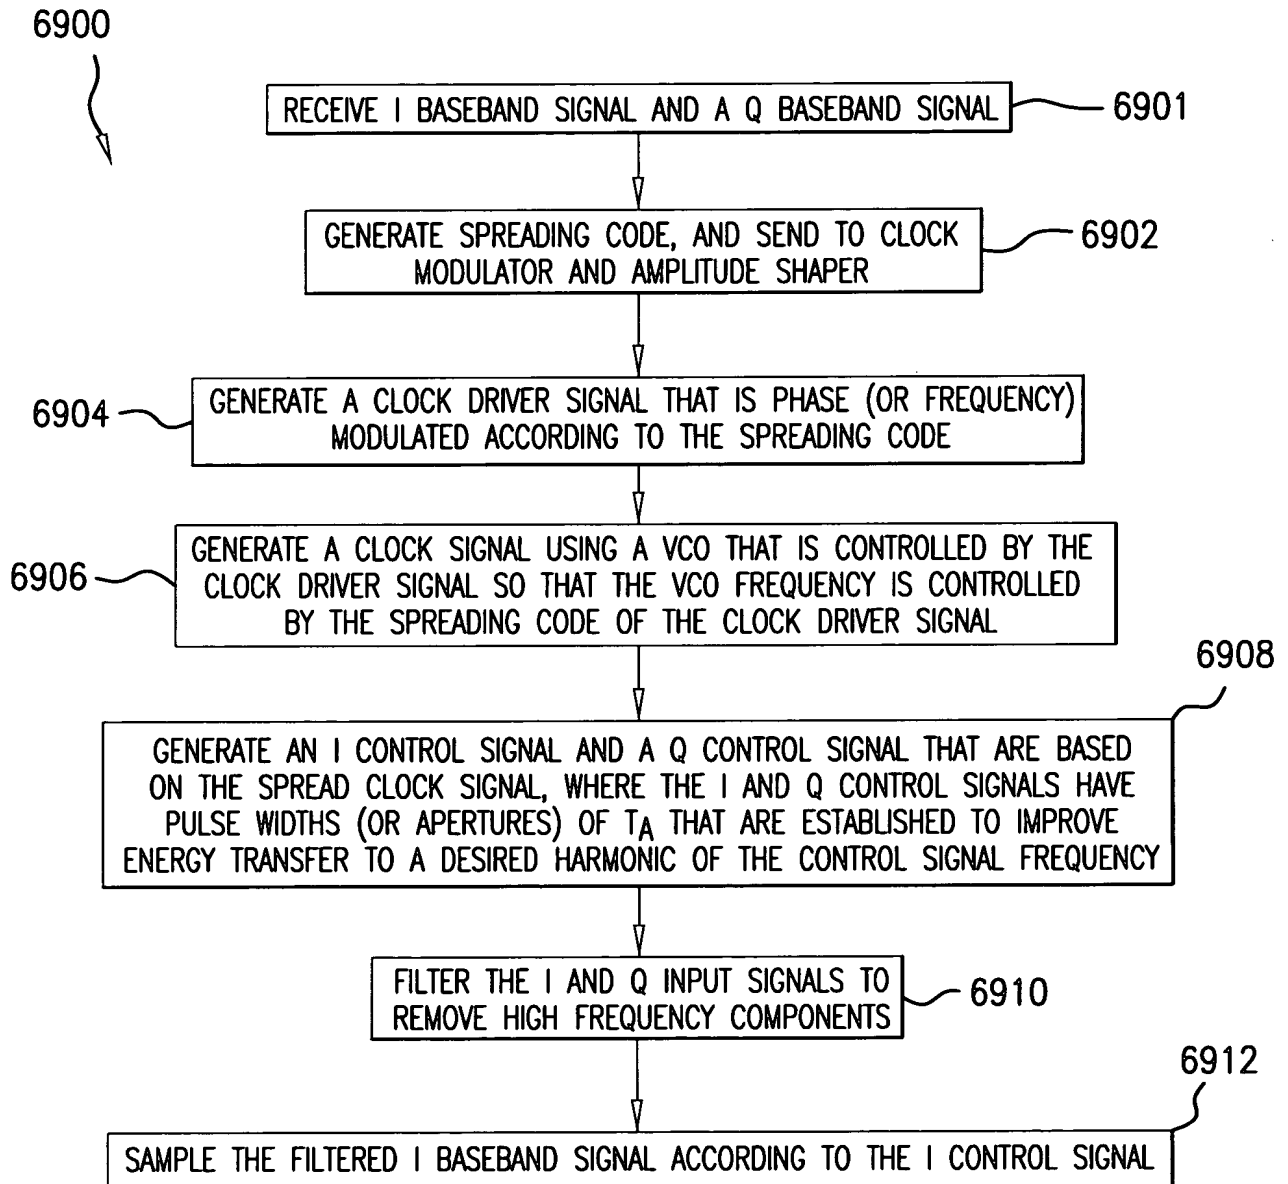 6900
RECEIVE I BASEBAND SIGNAL AND A Q BASEBAND SIGNAL
6901
GENERATE SPREADING CODE, AND SEND TO CLOCK
MODULATOR AND AMPLITUDE SHAPER
6902
GENERATE A CLOCK DRIVER SIGNAL THAT IS PHASE (OR FREQUENCY)
MODULATED ACCORDING TO THE SPREADING CODE
6904
GENERATE A CLOCK SIGNAL USING A VCO THAT IS CONTROLLED BY THE
CLOCK DRIVER SIGNAL SO THAT THE VCO FREQUENCY IS CONTROLLED
BY THE SPREADING CODE OF THE CLOCK DRIVER SIGNAL
6906
6908
GENERATE AN I CONTROL SIGNAL AND A Q CONTROL SIGNAL THAT ARE BASED
ON THE SPREAD CLOCK SIGNAL, WHERE THE I AND Q CONTROL SIGNALS HAVE
PULSE WIDTHS (OR APERTURES) OF TA THAT ARE ESTABLISHED TO IMPROVE
ENERGY TRANSFER TO A DESIRED HARMONIC OF THE CONTROL SIGNAL FREQUENCY
FILTER THE I AND Q INPUT SIGNALS TO
REMOVE HIGH FREQUENCY COMPONENTS
6910
6912
SAMPLE THE FILTERED I BASEBAND SIGNAL ACCORDING TO THE I CONTROL SIGNAL